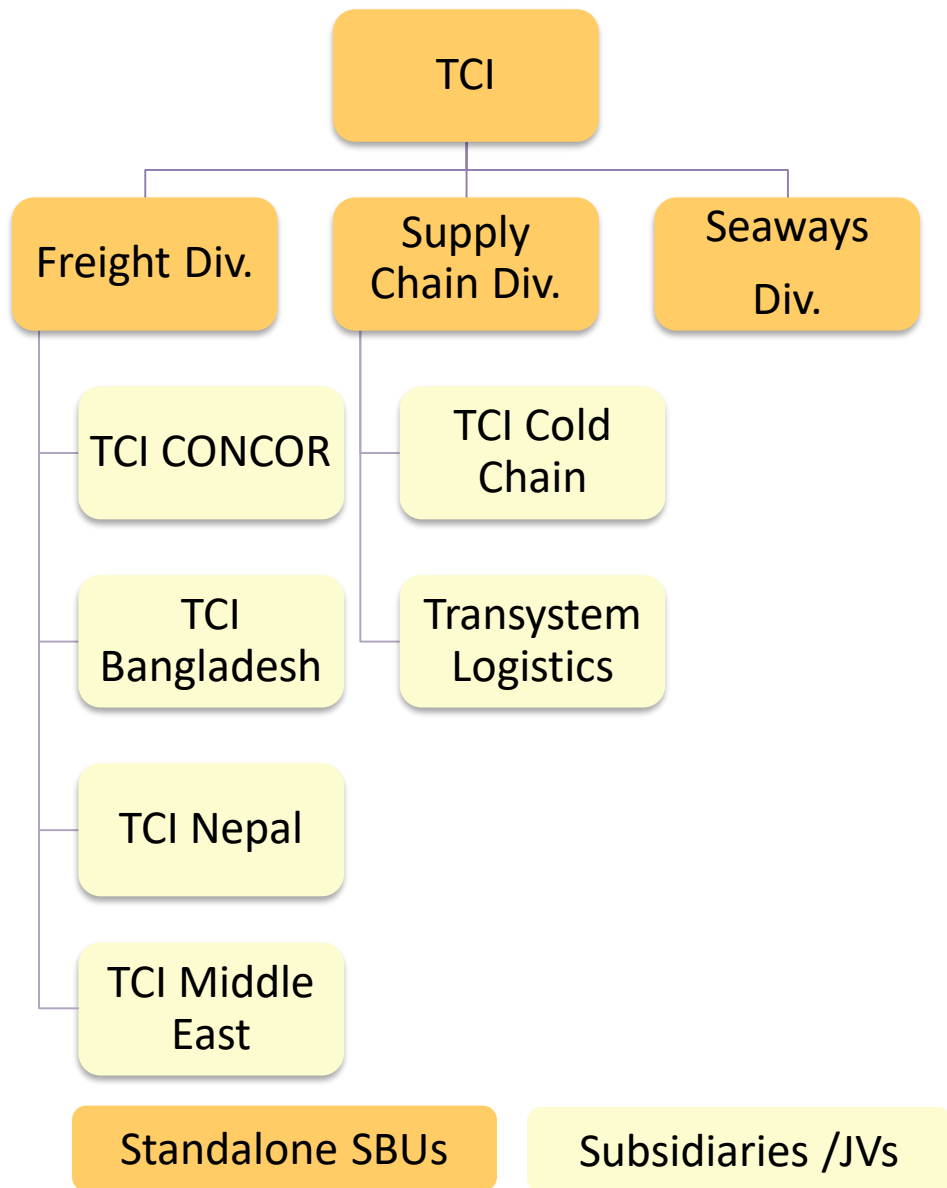 TCI
Freight Div.
Supply
Chain Div.
Seaways
Div.
TCI CONCOR
TCI Cold
Chain
TCI
Bangladesh
Transystem
Logistics
TCI Nepal
TCI Middle
East
Standalone SBUs
Subsidiaries /JVs